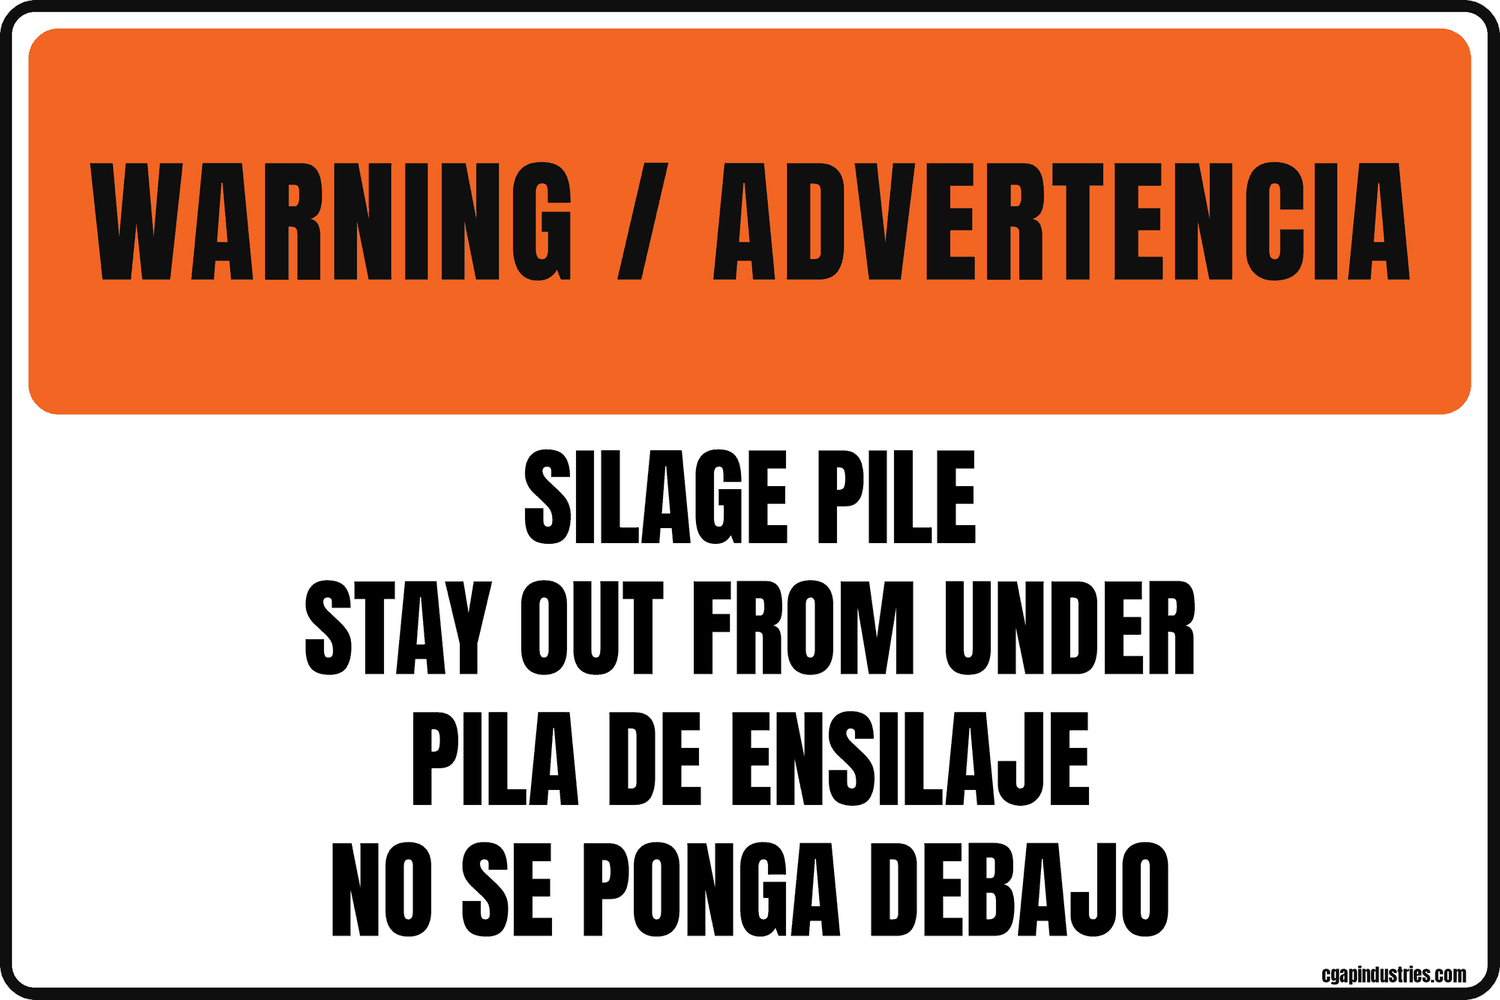 WARNING / ADVERTENCIA
SILAGE PILE
STAY OUT FROM UNDER
PILA DE ENSILAJE
NO SE PONGA DEBAJO
cgapindustries.com